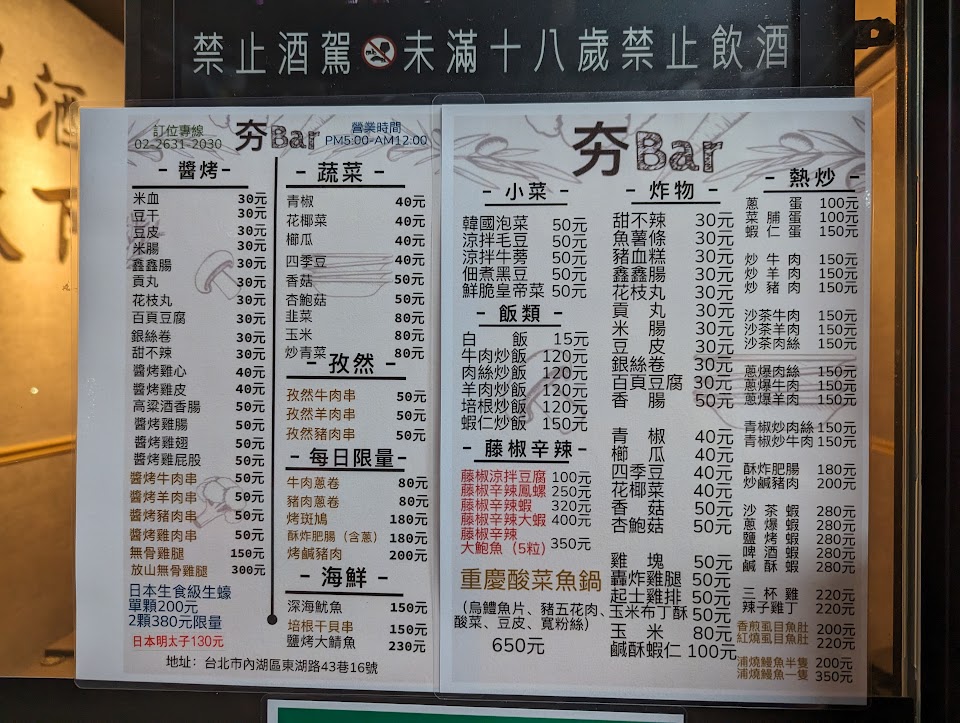 禁止酒駕 未滿十八歲禁止飲酒
酒
訂位專線
02-2631-2030
夯Bar
營業時間
PM5:00-AM12:00
-醬烤-
米血 30元
豆干 30元
豆皮 30元
米腸 30元
鑫鑫腸 30元
貢丸 30元
花枝丸 30元
百頁豆腐 30元
銀絲卷 30元
甜不辣 30元
醬烤雞心 40元
醬烤雞皮 40元
高粱酒香腸 50元
醬烤雞腸 50元
醬烤雞翅 50元
醬烤雞屁股 50元
醬烤牛肉串 50元
醬烤羊肉串 50元
醬烤豬肉串 50元
醬烤雞肉串 50元
無骨雞腿 150元
放山無骨雞腿 300元
日本生食級生蠔
單顆200元
2顆380元限量
日本明太子130元
- 蔬菜 -
青椒 40元
花椰菜 40元
櫛瓜 40元
四季豆 40元
香菇 50元
杏鮑菇 50元
韭菜 80元
玉米 80元
炒青菜 80元
- 孜然 -
孜然牛肉串 50元
孜然羊肉串 50元
孜然豬肉串 50元
- 每日限量 -
牛肉蔥卷 80元
豬肉蔥卷 80元
烤斑鳩 180元
酥炸肥腸（含蔥） 180元
烤鹹豬肉 200元
- 海鮮 -
深海魷魚 150元
培根干貝串 150元
鹽烤大鯖魚 230元
地址：台北市內湖區東湖路43巷16號
夯Bar
- 小菜 -
韓國泡菜 50元
涼拌毛豆 50元
涼拌牛蒡 50元
佃煮黑豆 50元
鮮脆皇帝菜 50元
- 飯類 -
白飯 15元
牛肉炒飯 120元
肉絲炒飯 120元
羊肉炒飯 120元
培根炒飯 120元
蝦仁炒飯 150元
- 藤椒辛辣 -
藤椒涼拌豆腐 100元
藤椒辛辣鳳螺 250元
藤椒辛辣蝦 320元
藤椒辛辣大蝦 400元
藤椒辛辣
大鮑魚（5粒） 350元
重慶酸菜魚鍋
（烏鱧魚片、豬五花肉、
酸菜、豆皮、寬粉絲）
650元
- 炸物 -
甜不辣 30元
魚薯條 30元
豬血糕 30元
鑫鑫腸 30元
花枝丸 30元
貢丸 30元
米腸 30元
豆皮 30元
銀絲卷 30元
百頁豆腐 30元
香腸 50元
青椒 40元
櫛瓜 40元
四季豆 40元
花椰菜 40元
香菇 50元
杏鮑菇 50元
雞塊 50元
轟炸雞腿 50元
起士雞排 50元
玉米布丁酥 50元
玉米 80元
鹹酥蝦仁 100元
- 熱炒 -
蔥蛋 100元
菜脯蛋 100元
蝦仁蛋 150元
炒牛肉 150元
炒羊肉 150元
炒豬肉 150元
沙茶牛肉 150元
沙茶羊肉 150元
沙茶肉絲 150元
蔥爆肉絲 150元
蔥爆牛肉 150元
蔥爆羊肉 150元
青椒炒肉絲 150元
青椒炒牛肉 150元
酥炸肥腸 180元
炒鹹豬肉 200元
沙茶蝦 280元
蔥爆蝦 280元
鹽烤蝦 280元
啤酒蝦 280元
鹹酥蝦 280元
三杯雞 220元
辣子雞丁 220元
香煎虱目魚肚 200元
紅燒虱目魚肚 220元
浦燒鰻魚半隻 200元
浦燒鰻魚一隻 350元